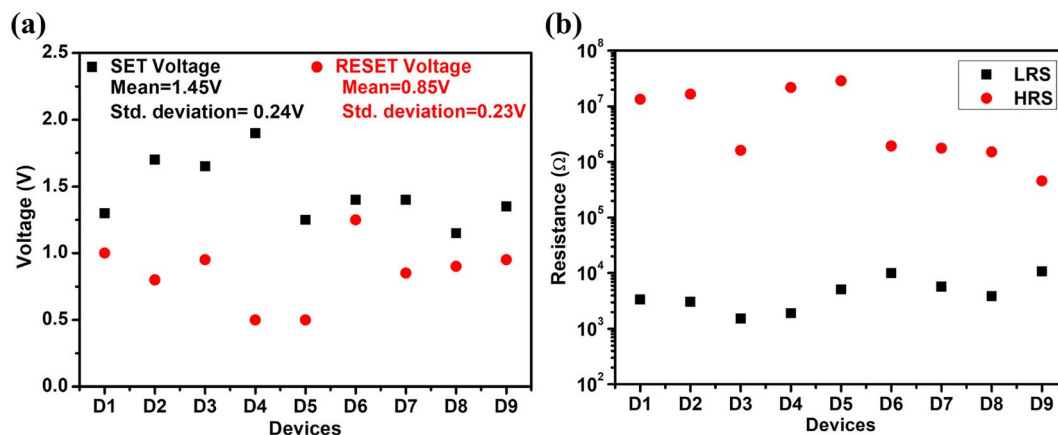 (a)
2.5
2.0
1.5
1.0
0.5
0.0
Voltage (V)
SET Voltage
Mean=1.45V
Std. deviation= 0.24V
RESET Voltage
Mean=0.85V
Std. deviation=0.23V
D1 D2 D3 D4 D5 D6 D7 D8 D9
Devices
(b)
10^8
10^7
10^6
10^5
10^4
10^3
10^2
Resistance (Ω)
LRS
HRS
D1 D2 D3 D4 D5 D6 D7 D8 D9
Devices